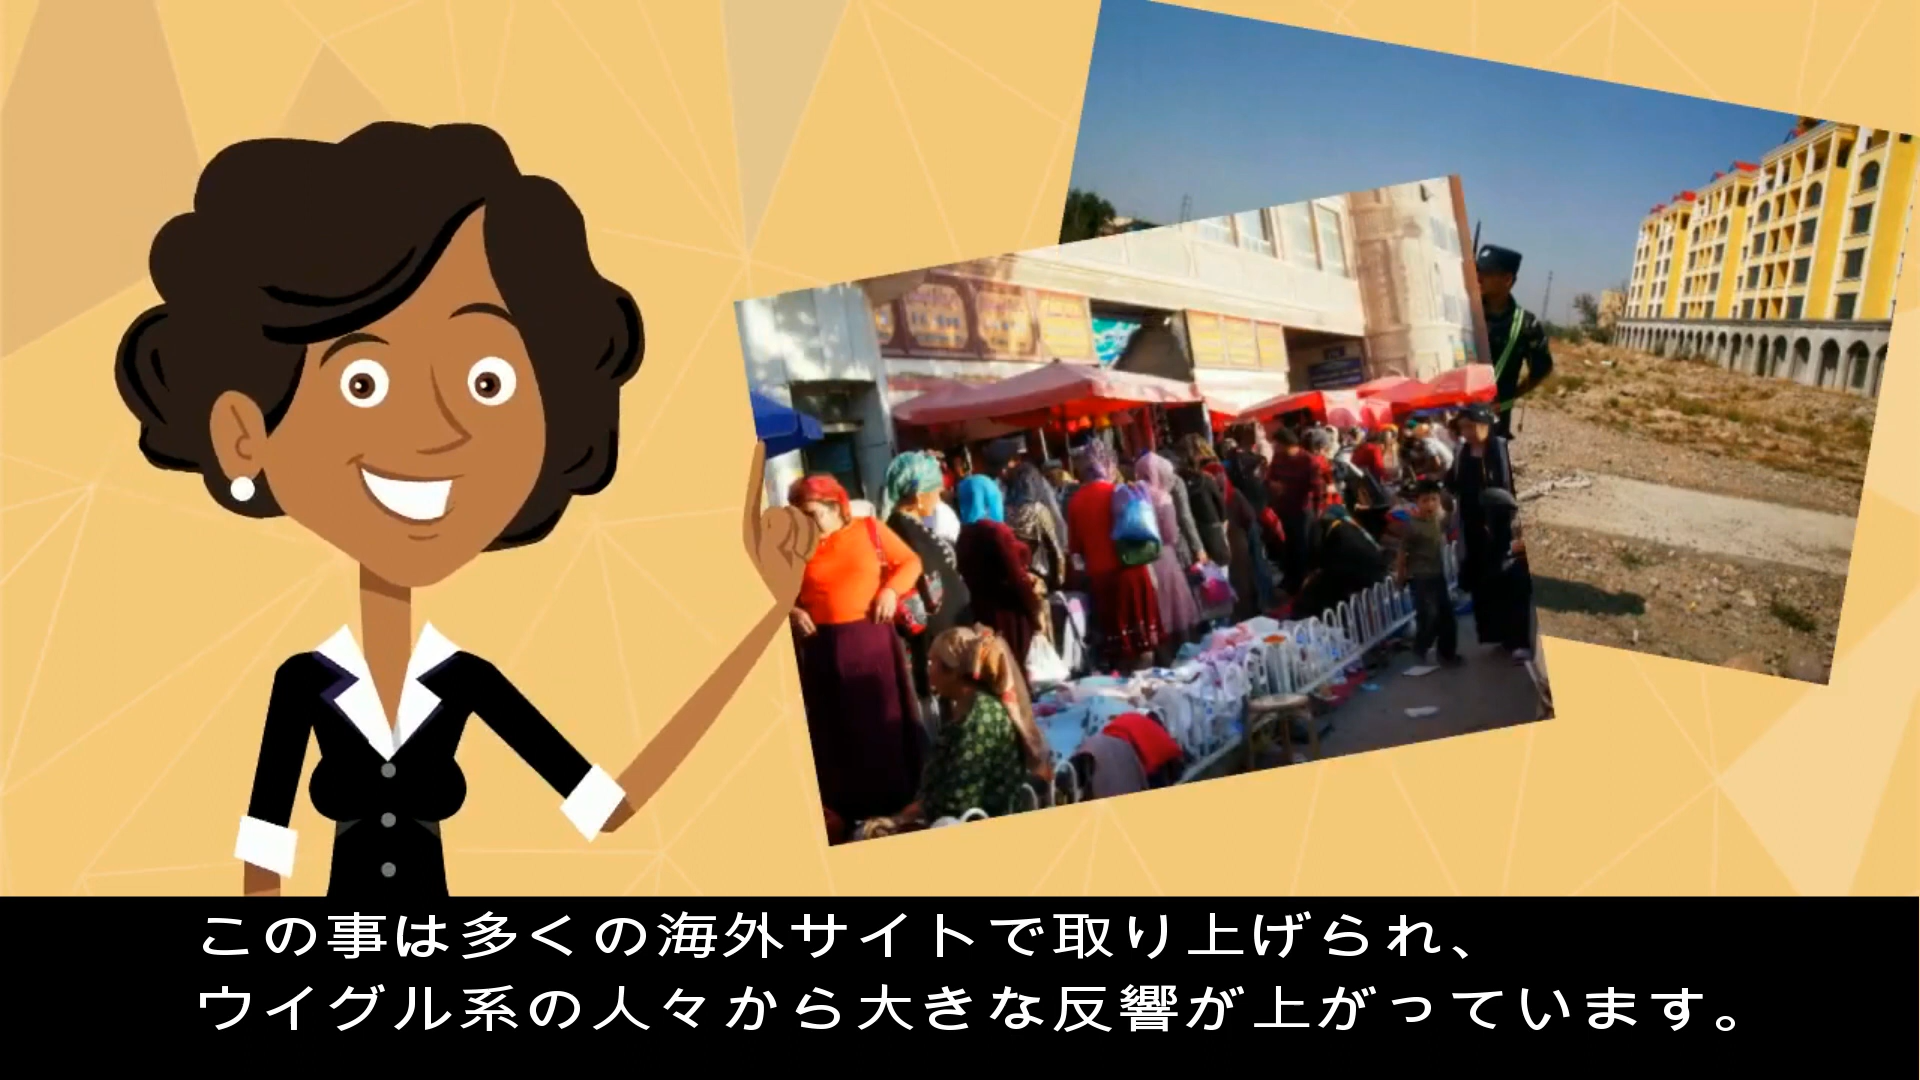 この事は多くの海外サイトで取り上げられ、
ウイグル系の人々から大きな反響が上がっています。